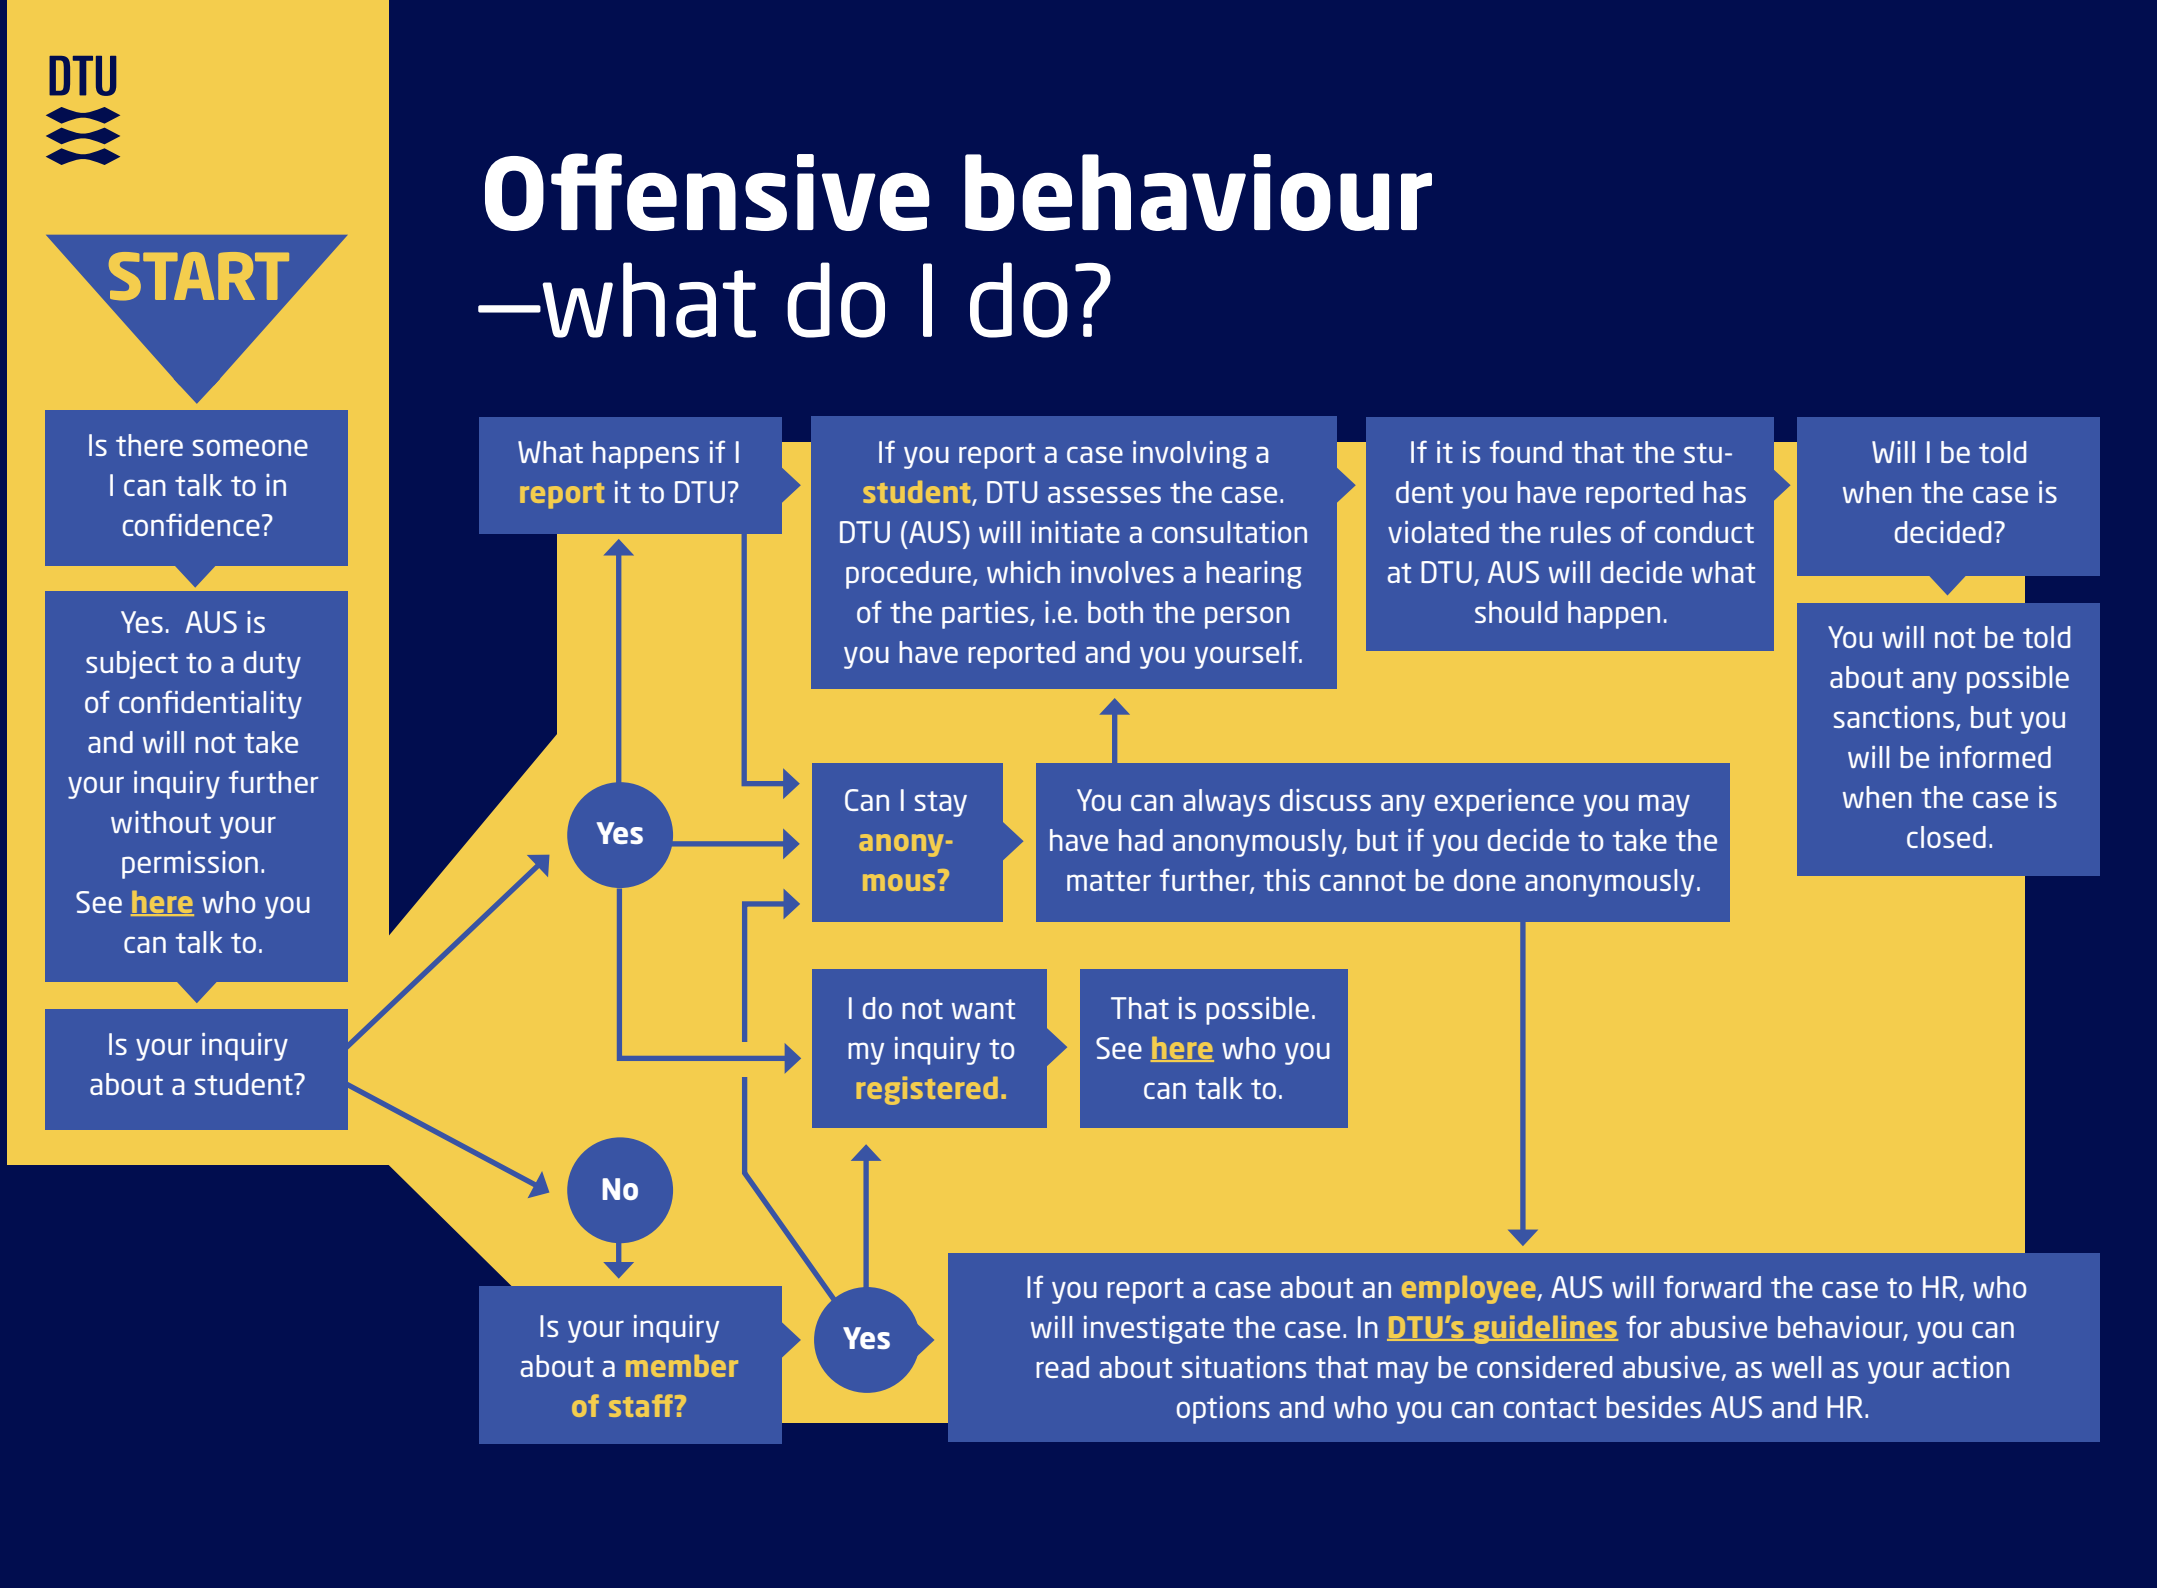 DTU
START
Offensive behaviour
–what do I do?
Is there someone
I can talk to in
confidence?
Yes.  AUS is
subject to a duty
of confidentiality
and will not take
your inquiry further
without your
permission.
See here who you
can talk to.
Is your inquiry
about a student?
What happens if I
report it to DTU?
If you report a case involving a
student, DTU assesses the case.
DTU (AUS) will initiate a consultation
procedure, which involves a hearing
of the parties, i.e. both the person
you have reported and you yourself.
If it is found that the stu-
dent you have reported has
violated the rules of conduct
at DTU, AUS will decide what
should happen.
Will I be told
when the case is
decided?
You will not be told
about any possible
sanctions, but you
will be informed
when the case is
closed.
Yes
Can I stay
anony-
mous?
You can always discuss any experience you may
have had anonymously, but if you decide to take the
matter further, this cannot be done anonymously.
I do not want
my inquiry to
registered.
That is possible.
See here who you
can talk to.
No
Is your inquiry
about a member
of staff?
Yes
If you report a case about an employee, AUS will forward the case to HR, who
will investigate the case. In DTU's guidelines for abusive behaviour, you can
read about situations that may be considered abusive, as well as your action
options and who you can contact besides AUS and HR.